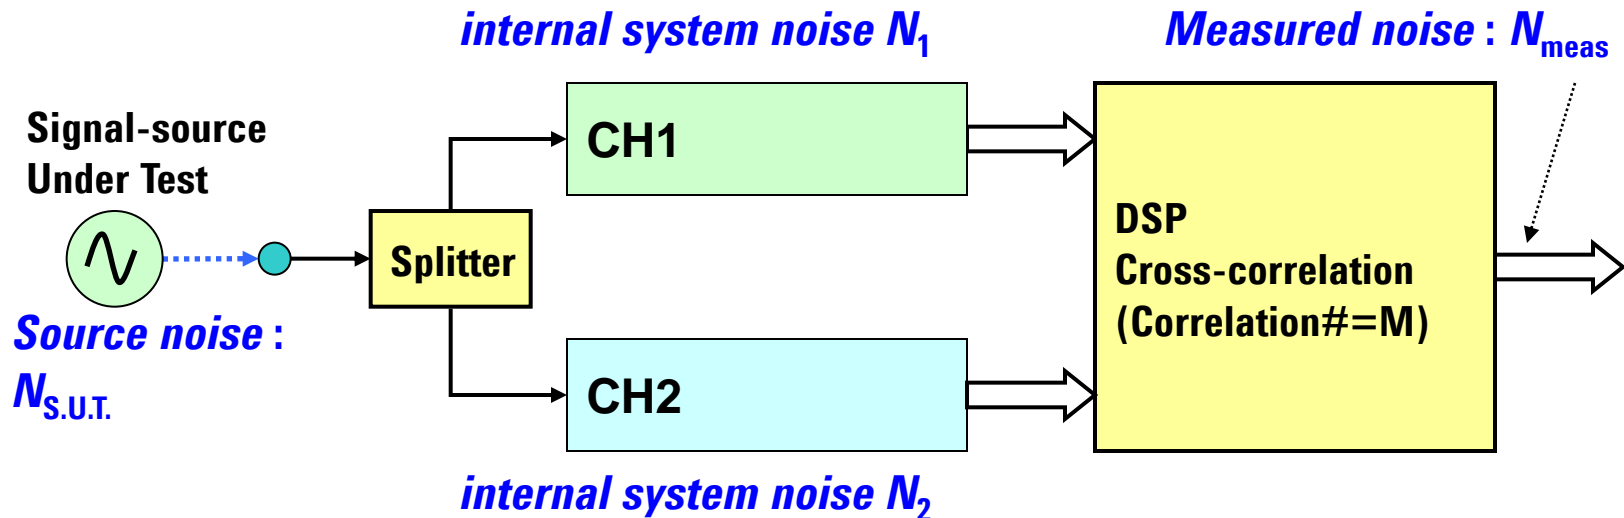 internal system noise N1
Measured noise : Nmeas
Signal-source
Under Test
CH1
Splitter
DSP
Cross-correlation
(Correlation#=M)
Source noise :
NS.U.T.
CH2
internal system noise N2